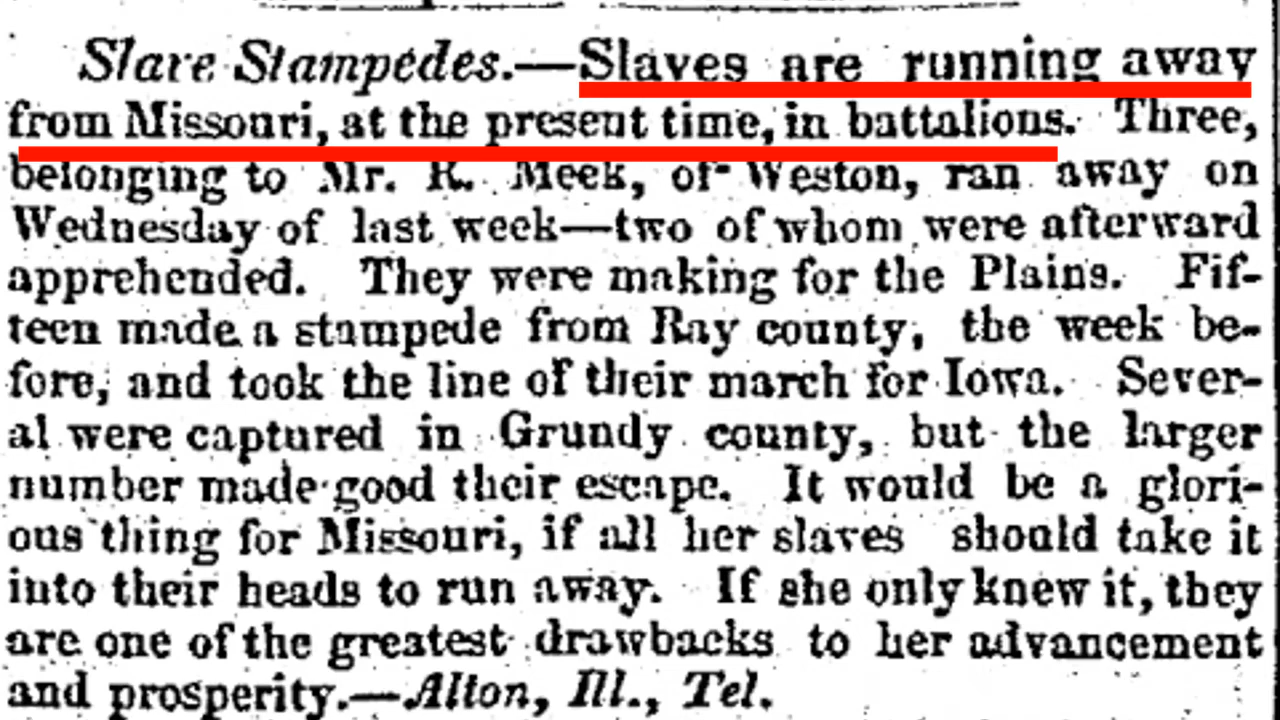 Slave Stampedes.—Slaves are running away
from Missouri, at the present time, in battalions. Three,
belonging to Mr. R. Meek, of Weston, ran away on
Wednesday of last week—two of whom were afterward
apprehended. They were making for the Plains. Fif-
teen made a stampede from Ray county, the week be-
fore, and took the line of their march for Iowa. Sever-
al were captured in Grundy county, but the larger
number made good their escape. It would be a glori-
ous thing for Missouri, if all her slaves should take it
into their heads to run away. If she only knew it, they
are one of the greatest drawbacks to her advancement
and prosperity.—Alton, Ill., Tel.